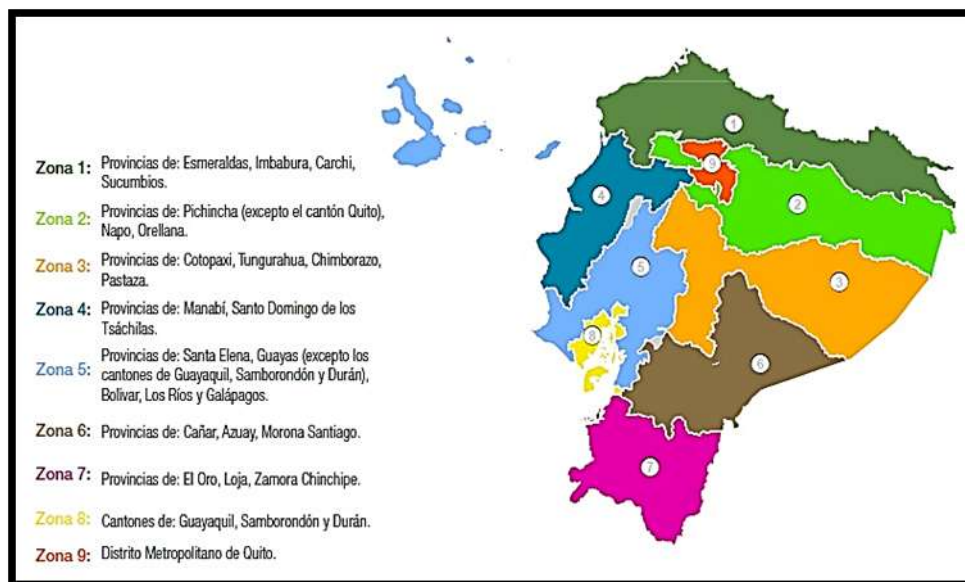 Zona 1: Provincias de: Esmeraldas, Imbabura, Carchi,
Sucumbios.
Zona 2: Provincias de: Pichincha (excepto el cantón Quito),
Napo, Orellana.
Zona 3: Provincias de: Cotopaxi, Tungurahua, Chimborazo,
Pastaza.
Zona 4: Provincias de: Manabí, Santo Domingo de los
Tsáchilas.
Zona 5: Provincias de: Santa Elena, Guayas (excepto los
cantones de Guayaquil, Samborondón y Durán),
Bolívar, Los Ríos y Galápagos.
Zona 6: Provincias de: Cañar, Azuay, Morona Santiago.
Zona 7: Provincias de: El Oro, Loja, Zamora Chinchipe.
Zona 8: Cantones de: Guayaquil, Samborondón y Durán.
Zona 9: Distrito Metropolitano de Quito.
1
9
4
2
5
3
8
6
7